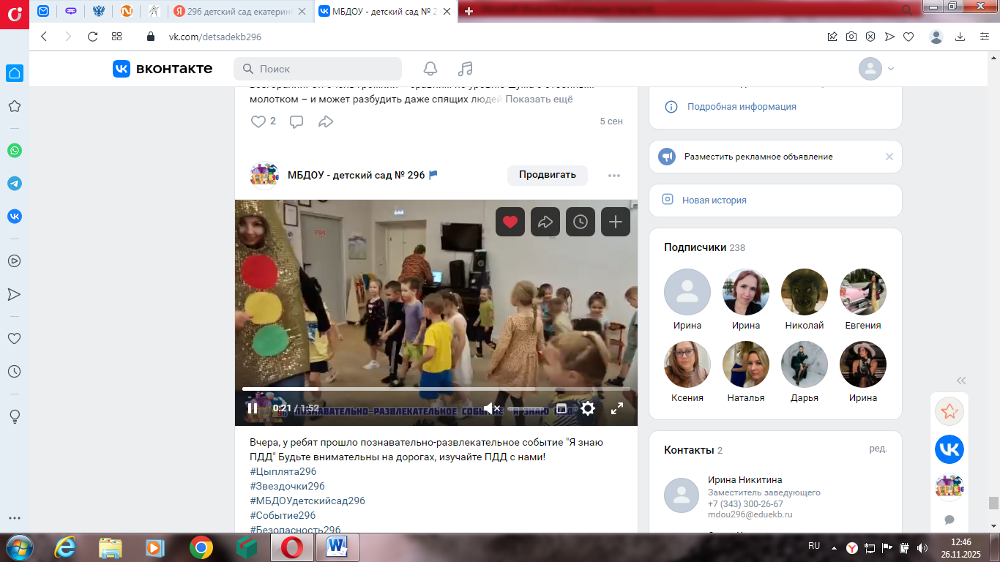 296 детский сад екатеринб
МБДОУ - детский сад № 2
vk.com/detsadekb296
вконтакте
Поиск
молотком – и может разбудить даже спящих людей Показать ещё
2
5 сен
Подробная информация
Разместить рекламное объявление
Новая история
МБДОУ - детский сад № 296
Продвигать
0:21 / 1:52
ПОЗНАВАТЕЛЬНО-РАЗВЛЕКАТЕЛЬНОЕ СОБЫТИЕ "Я ЗНАЮ ПДД"
Вчера, у ребят прошло познавательно-развлекательное событие "Я знаю
ПДД" Будьте внимательны на дорогах, изучайте ПДД с нами!
#Цыплята296
#Звездочки296
#МБДОУдетскийсад296
#Событие296
#Безопасность296
Подписчики 238
Ирина
Ирина
Николай
Евгения
Ксения
Наталья
Дарья
Ирина
Контакты 2
ред.
Ирина Никитина
Заместитель заведующего
+7 (343) 300-26-67
mdou296@eduekb.ru
RU
12:46
26.11.2025